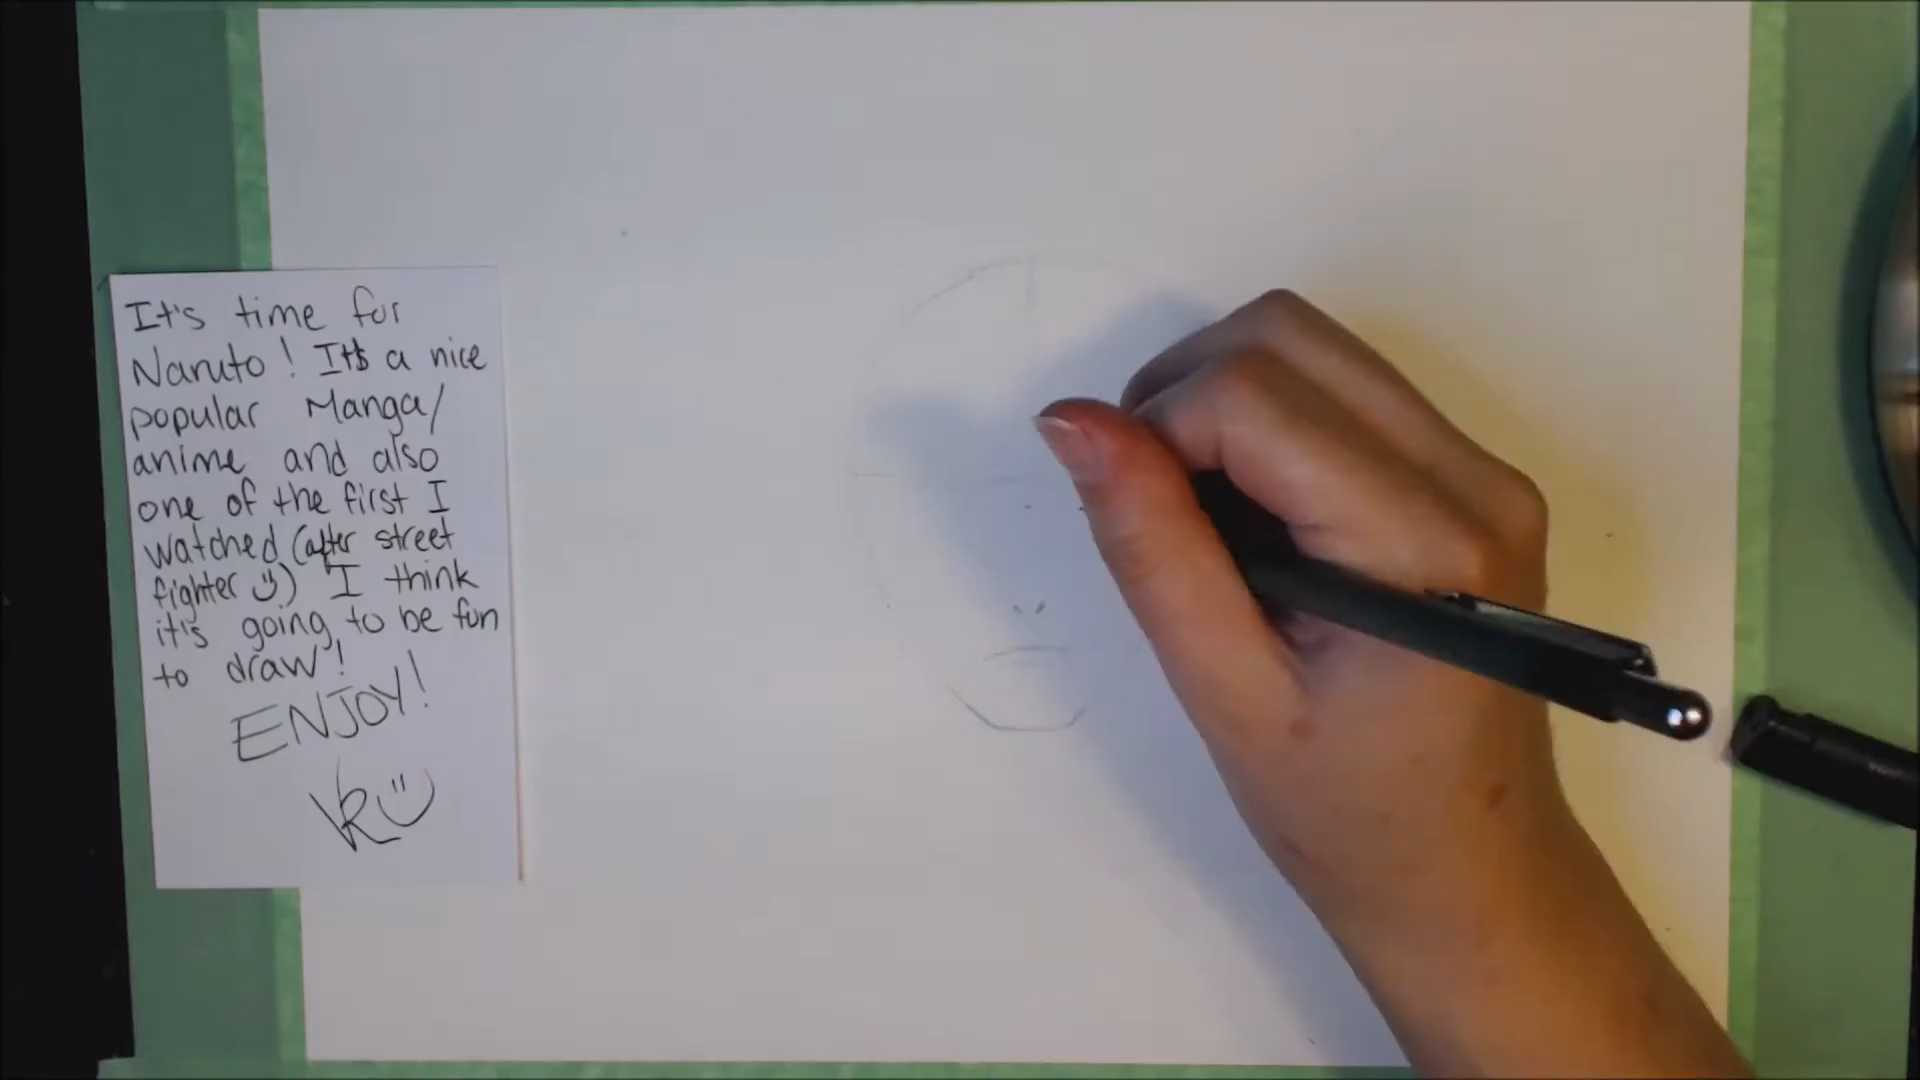 It's time for
Naruto! It's a nice
popular Manga/
anime and also
one of the first I
watched (after street
fighter ü) I think
it's going to be fun
to draw!
ENJOY!